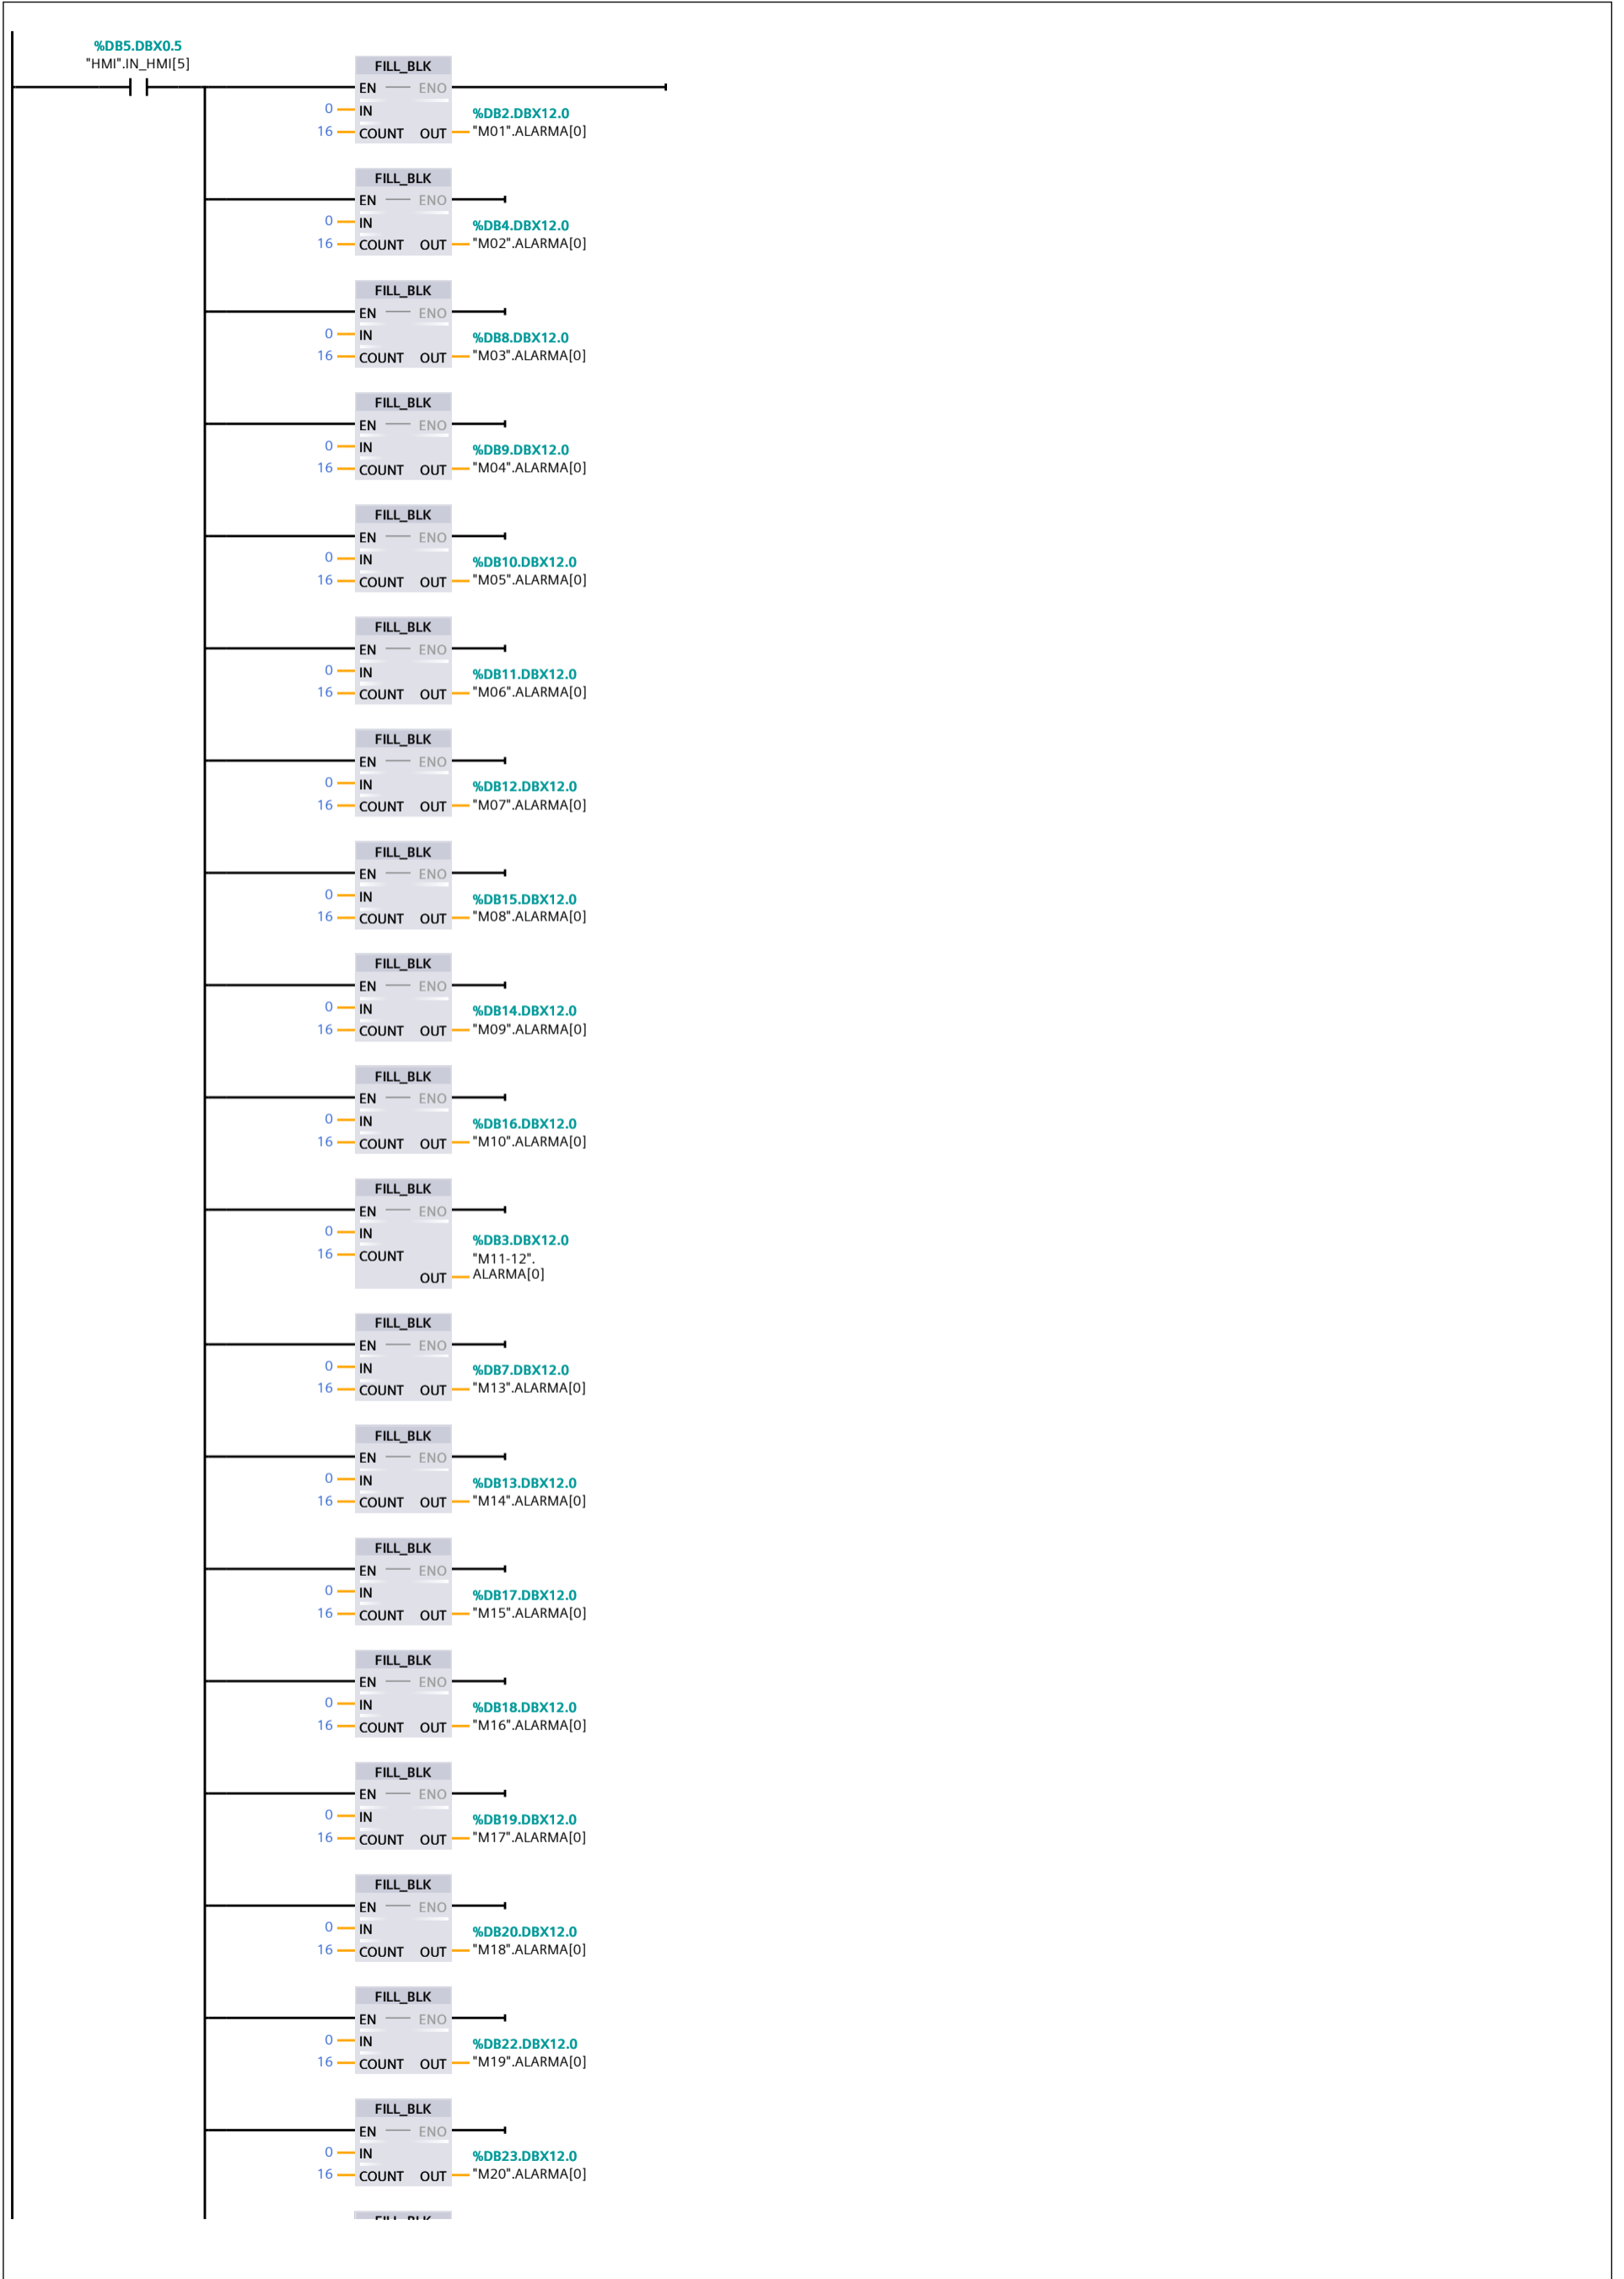 %DB5.DBX0.5
"HMI".IN_HMI[5]
FILL_BLK
EN ENO
0 IN
%DB2.DBX12.0
16 COUNT OUT "M01".ALARMA[0]
FILL_BLK
EN ENO
0 IN
%DB4.DBX12.0
16 COUNT OUT "M02".ALARMA[0]
FILL_BLK
EN ENO
0 IN
%DB8.DBX12.0
16 COUNT OUT "M03".ALARMA[0]
FILL_BLK
EN ENO
0 IN
%DB9.DBX12.0
16 COUNT OUT "M04".ALARMA[0]
FILL_BLK
EN ENO
0 IN
%DB10.DBX12.0
16 COUNT OUT "M05".ALARMA[0]
FILL_BLK
EN ENO
0 IN
%DB11.DBX12.0
16 COUNT OUT "M06".ALARMA[0]
FILL_BLK
EN ENO
0 IN
%DB12.DBX12.0
16 COUNT OUT "M07".ALARMA[0]
FILL_BLK
EN ENO
0 IN
%DB15.DBX12.0
16 COUNT OUT "M08".ALARMA[0]
FILL_BLK
EN ENO
0 IN
%DB14.DBX12.0
16 COUNT OUT "M09".ALARMA[0]
FILL_BLK
EN ENO
0 IN
%DB16.DBX12.0
16 COUNT OUT "M10".ALARMA[0]
FILL_BLK
EN ENO
0 IN
%DB3.DBX12.0
16 COUNT "M11-12".
OUT ALARMA[0]
FILL_BLK
EN ENO
0 IN
%DB7.DBX12.0
16 COUNT OUT "M13".ALARMA[0]
FILL_BLK
EN ENO
0 IN
%DB13.DBX12.0
16 COUNT OUT "M14".ALARMA[0]
FILL_BLK
EN ENO
0 IN
%DB17.DBX12.0
16 COUNT OUT "M15".ALARMA[0]
FILL_BLK
EN ENO
0 IN
%DB18.DBX12.0
16 COUNT OUT "M16".ALARMA[0]
FILL_BLK
EN ENO
0 IN
%DB19.DBX12.0
16 COUNT OUT "M17".ALARMA[0]
FILL_BLK
EN ENO
0 IN
%DB20.DBX12.0
16 COUNT OUT "M18".ALARMA[0]
FILL_BLK
EN ENO
0 IN
%DB22.DBX12.0
16 COUNT OUT "M19".ALARMA[0]
FILL_BLK
EN ENO
0 IN
%DB23.DBX12.0
16 COUNT OUT "M20".ALARMA[0]
FILL_BLK